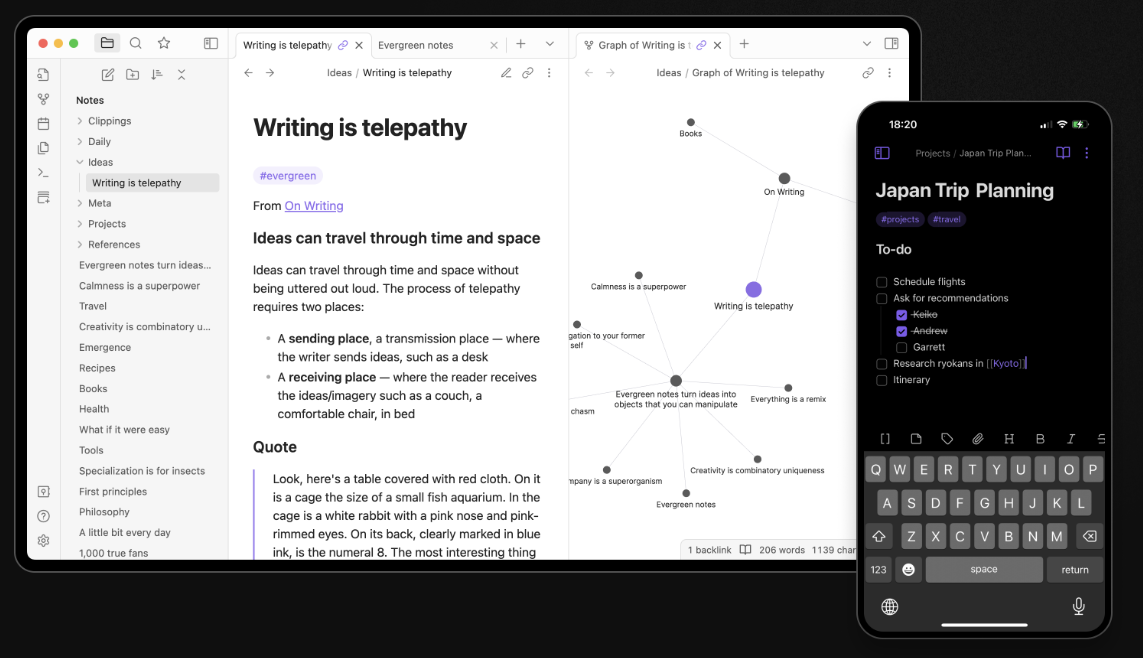 Writing is telepathy
Evergreen notes
Graph of Writing is t
Ideas / Writing is telepathy
Ideas / Graph of Writing is telepathy
Notes
Clippings
Daily
Ideas
Writing is telepathy
Meta
Projects
References
Evergreen notes turn ideas...
Calmness is a superpower
Travel
Creativity is combinatory u...
Emergence
Recipes
Books
Health
What if it were easy
Tools
Specialization is for insects
First principles
Philosophy
A little bit every day
1,000 true fans
Writing is telepathy
#evergreen
From On Writing
Ideas can travel through time and space
Ideas can travel through time and space without
being uttered out loud. The process of telepathy
requires two places:
• A sending place, a transmission place — where
the writer sends ideas, such as a desk
• A receiving place — where the reader receives
the ideas/imagery such as a couch, a
comfortable chair, in bed
Quote
Look, here's a table covered with red cloth. On it
is a cage the size of a small fish aquarium. In the
cage is a white rabbit with a pink nose and pink-
rimmed eyes. On its back, clearly marked in blue
ink, is the numeral 8. The most interesting thing
Books
On Writing
Calmness is a superpower
Writing is telepathy
gation to your former
self
Evergreen notes turn ideas into
objects that you can manipulate
Everything is a remix
chasm
Creativity is combinatory uniqueness
mpany is a superorganism
Evergreen notes
1 backlink 206 words 1139 char
18:20
Projects / Japan Trip Plan...
Japan Trip Planning
#projects #travel
To-do
Schedule flights
Ask for recommendations
Keiko
Andrew
Garrett
Research ryokans in [[Kyoto]]
Itinerary
[] H B I S
Q W E R T Y U I O P
A S D F G H J K L
Z X C V B N M
123 space return